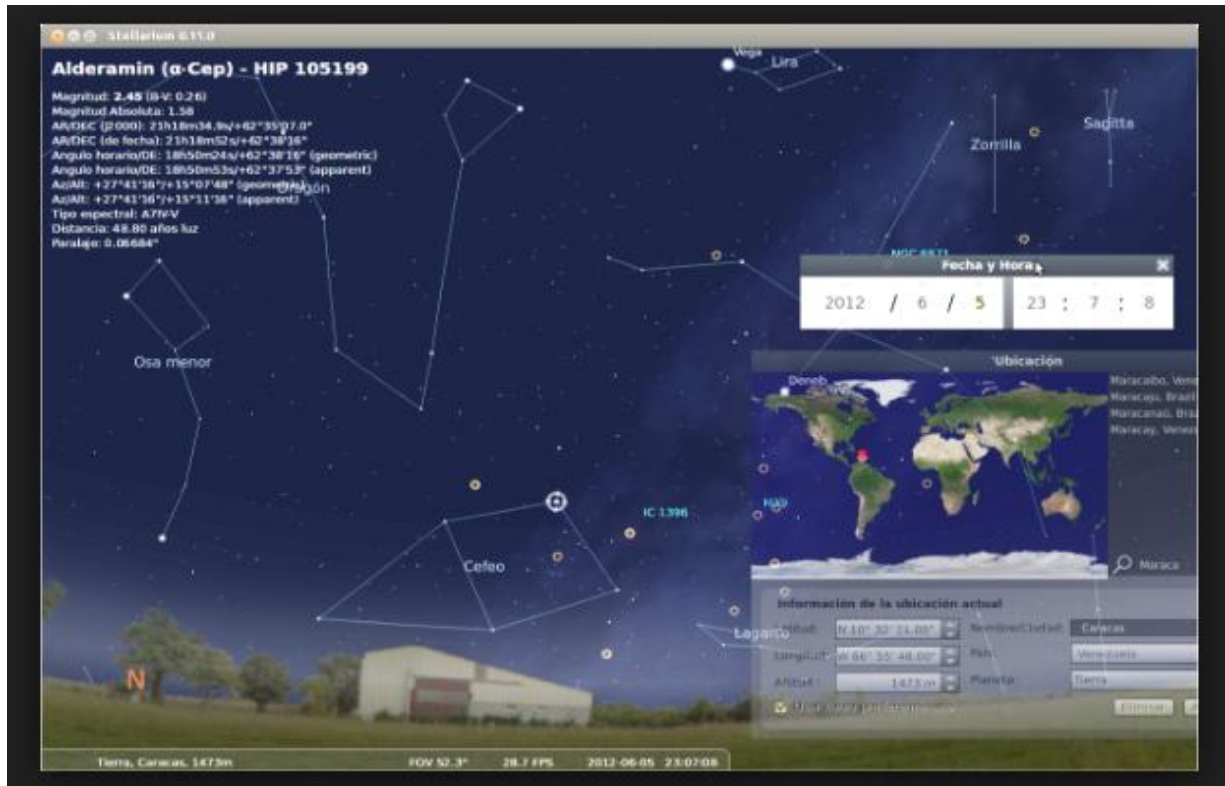 Stellarium 0.11.0
Alderamin (α-Cep) - HIP 105199
Magnitud: 2.45 (B-V: 0.26)
Magnitud Absoluta: 1.58
AR/DEC (J2000): 21h18m34.9s/+62°35'07.0"
AR/DEC (de fecha): 21h18m52s/+62°38'16"
Angulo horario/DE: 18h50m24s/+62°38'16" (geometric)
Angulo horario/DE: 18h50m53s/+62°37'53" (apparent)
Az/Alt: +27°41'16"/+15°07'48" (geometric)
Az/Alt: +27°41'16"/+15°11'16" (apparent)
Tipo espectral: A7IV-V
Distancia: 48.80 años luz
Paralaje: 0.06684"
Vega
Lira
Sagitta
Zorrilla
Dragón
Osa menor
Cefeo
IC 1396
NGC 6871
Fecha y Hora
2012 / 6 / 5 23 : 7 : 8
Ubicación
Deneb
Maracaibo, Vene
Maracaju, Brazil
Maracanaú, Braz
Maracay, Venez
Maraca
Lagarto
Información de la ubicación actual
Latitud: N 10° 30' Nombre/Ciudad: Caracas
Longitud: W 66° 55' 48.00" País: Venezuela
Altitud: 1473 m Planeta: Tierra
Eliminar
N
Tierra, Caracas, 1473m FOV 52.3° 28.7 FPS 2012-06-05 23:07:08